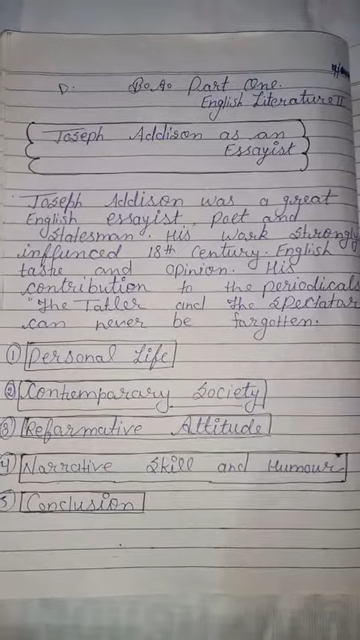 D. B.A. Part One.
English Literature II
Joseph Addison as an
Essayist
Joseph Addison was a great
English essayist, Poet and
Statesman. His work strongly
influnced 18th century. English
taste and opinion. His
contribution to the periodicals
"The Tatler and The Spectator
can never be forgotten.
① Personal Life
② Contemparary Society
③ Reformative Attitude
④ Narrative Skill and Humour
⑤ Conclusion